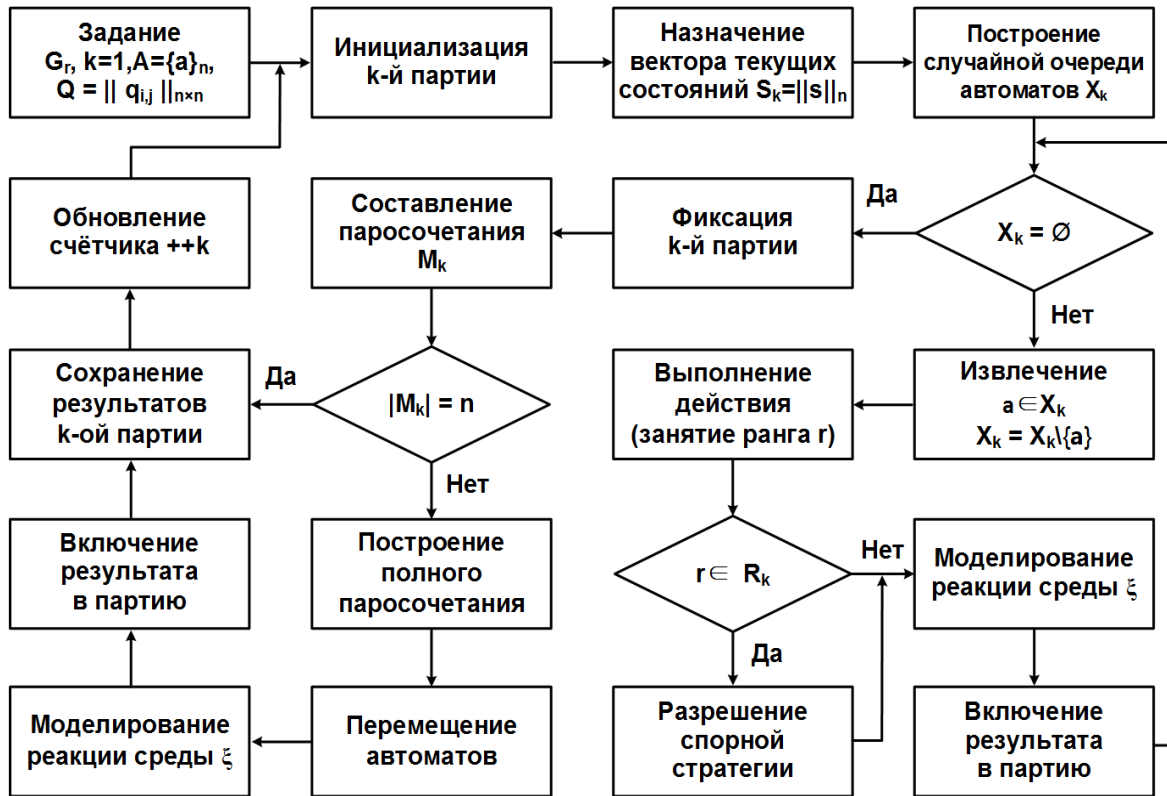 Задание
Gr, k=1,A={a}n,
Q = || qi,j ||n×n
Инициализация
k-й партии
Назначение
вектора текущих
состояний Sk=||s||n
Построение
случайной очереди
автоматов Xk
Обновление
счётчика ++k
Составление
паросочетания
Mk
Фиксация
k-й партии
Да
Xk = Ø
Нет
Сохранение
результатов
k-ой партии
Да
|Mk| = n
Нет
Выполнение
действия
(занятие ранга r)
Извлечение
a∈Xk
Xk = Xk\{a}
Включение
результата
в партию
Построение
полного
паросочетания
r∈ Rk
Нет
Да
Моделирование
реакции среды ξ
Моделирование
реакции среды ξ
Перемещение
автоматов
Разрешение
спорной
стратегии
Включение
результата
в партию